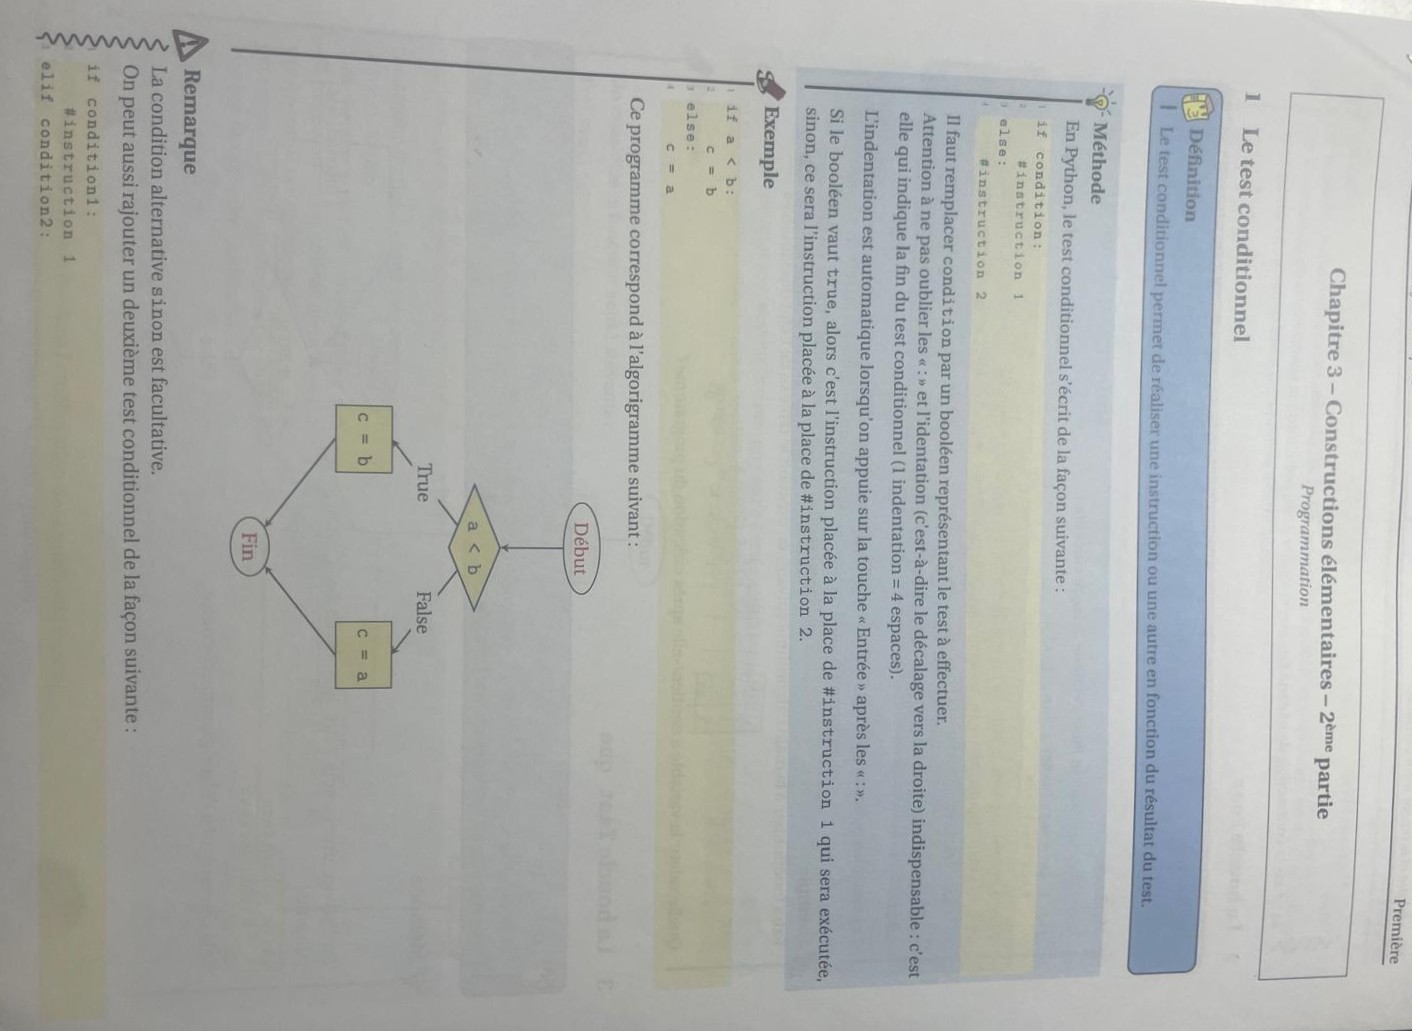 Première
Chapitre 3 – Constructions élémentaires – 2ème partie
Programmation
1 Le test conditionnel
Définition
Le test conditionnel permet de réaliser une instruction ou une autre en fonction du résultat du test.
Méthode
En Python, le test conditionnel s'écrit de la façon suivante :
1 if condition:
2 #instruction 1
3 else:
4 #instruction 2
Il faut remplacer condition par un booléen représentant le test à effectuer.
Attention à ne pas oublier les « : » et l'identation (c'est-à-dire le décalage vers la droite) indispensable : c'est
elle qui indique la fin du test conditionnel (1 indentation = 4 espaces).
L'indentation est automatique lorsqu'on appuie sur la touche « Entrée » après les « : ».
Si le booléen vaut true, alors c'est l'instruction placée à la place de #instruction 1 qui sera exécutée,
sinon, ce sera l'instruction placée à la place de #instruction 2.
Exemple
1 if a < b:
2 c = b
3 else:
4 c = a
Ce programme correspond à l'algorigramme suivant :
Début
a < b
True False
c = b c = a
Fin
Remarque
La condition alternative sinon est facultative.
On peut aussi rajouter un deuxième test conditionnel de la façon suivante :
if condition1:
#instruction 1
elif condition2: